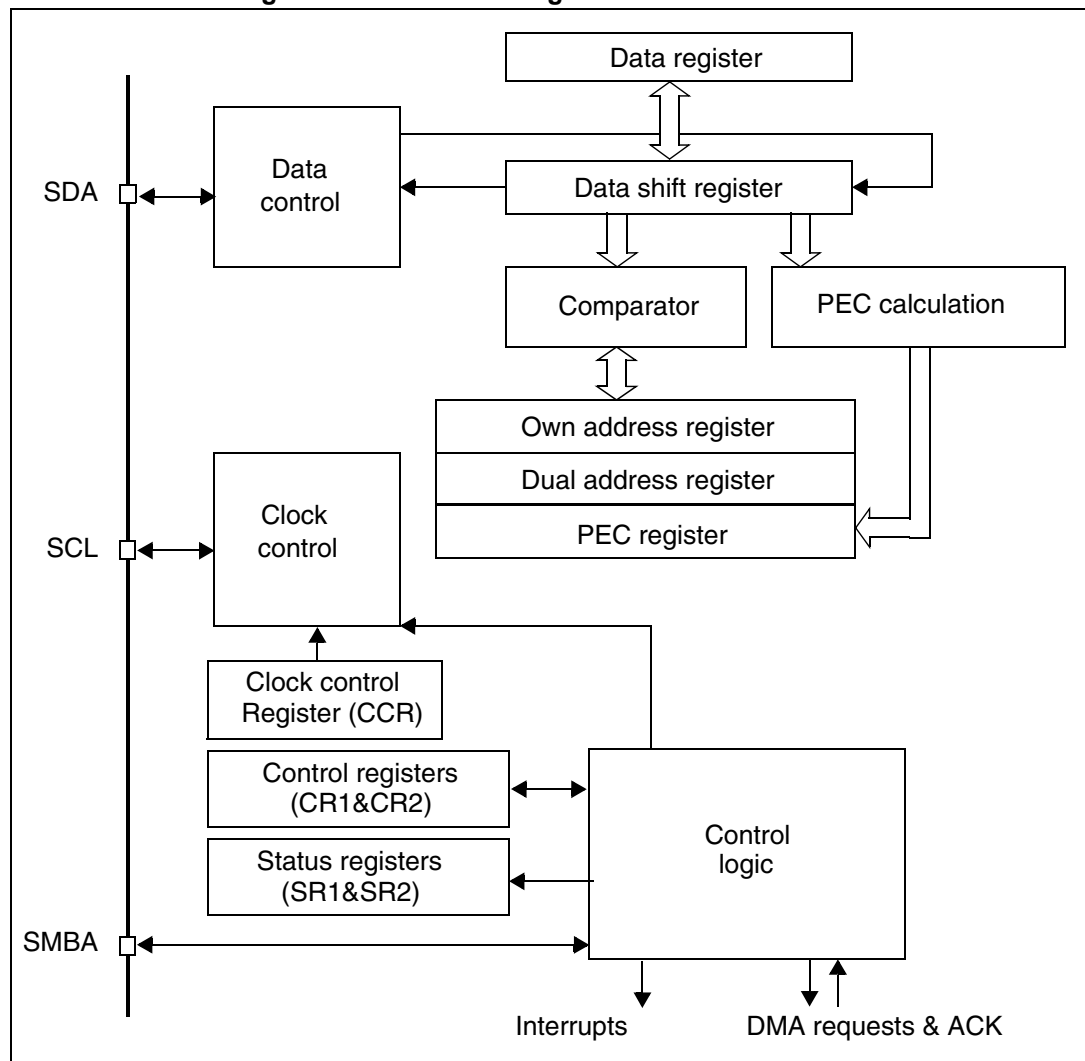 Data register
Data
control
SDA
Data shift register
Comparator
PEC calculation
Own address register
Dual address register
PEC register
Clock
control
SCL
Clock control
Register (CCR)
Control registers
(CR1&CR2)
Status registers
(SR1&SR2)
Control
logic
SMBA
Interrupts
DMA requests & ACK